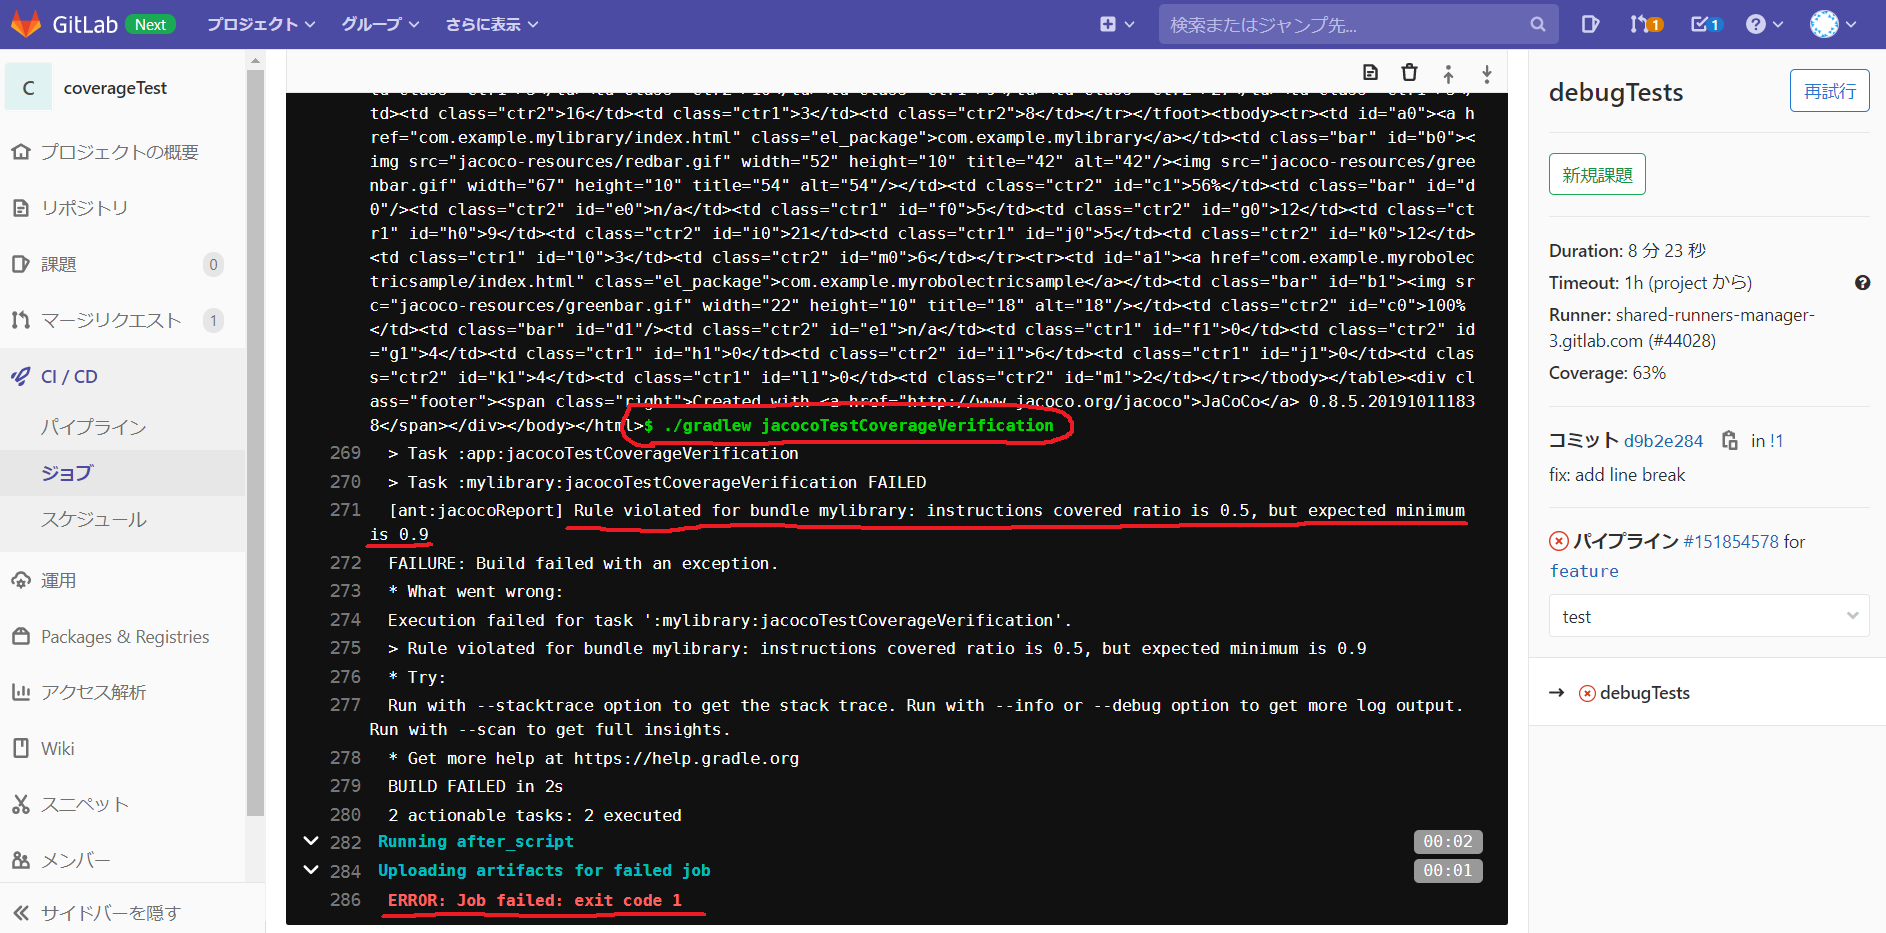 GitLab Next プロジェクト グループ さらに表示 検索またはジャンプ先... 1 1
C coverageTest
プロジェクトの概要
リポジトリ
課題 0
マージリクエスト 1
CI / CD
パイプライン
ジョブ
スケジュール
運用
Packages & Registries
アクセス解析
Wiki
スニペット
メンバー
サイドバーを隠す
td><td class="ctr2">16</td><td class="ctr1">3</td><td class="ctr2">8</td></tr></tfoot><tbody><tr><td id="a0"><a h
ref="com.example.mylibrary/index.html" class="el_package">com.example.mylibrary</a></td><td class="bar" id="b0"><
img src="jacoco-resources/redbar.gif" width="52" height="10" title="42" alt="42"/><img src="jacoco-resources/gree
nbar.gif" width="67" height="10" title="54" alt="54"/></td><td class="ctr2" id="c1">56%</td><td class="bar" id="d
0"/><td class="ctr2" id="e0">n/a</td><td class="ctr1" id="f0">5</td><td class="ctr2" id="g0">12</td><td class="ct
r1" id="h0">9</td><td class="ctr2" id="i0">21</td><td class="ctr1" id="j0">5</td><td class="ctr2" id="k0">12</td>
<td class="ctr1" id="l0">3</td><td class="ctr2" id="m0">6</td></tr><tr><td id="a1"><a href="com.example.myrobolec
tricsample/index.html" class="el_package">com.example.myrobolectricsample</a></td><td class="bar" id="b1"><img sr
c="jacoco-resources/greenbar.gif" width="22" height="10" title="18" alt="18"/></td><td class="ctr2" id="c0">100%
</td><td class="bar" id="d1"/><td class="ctr2" id="e1">n/a</td><td class="ctr1" id="f1">0</td><td class="ctr2" id
="g1">4</td><td class="ctr1" id="h1">0</td><td class="ctr2" id="i1">6</td><td class="ctr1" id="j1">0</td><td clas
s="ctr2" id="k1">4</td><td class="ctr1" id="l1">0</td><td class="ctr2" id="m1">2</td></tr></tbody></table><div cl
ass="footer"><span class="right">Created with <a href="http://www.jacoco.org/jacoco">JaCoCo</a> 0.8.5.20191011183
8</span></div></body></html>$ ./gradlew jacocoTestCoverageVerification
269 > Task :app:jacocoTestCoverageVerification
270 > Task :mylibrary:jacocoTestCoverageVerification FAILED
271 [ant:jacocoReport] Rule violated for bundle mylibrary: instructions covered ratio is 0.5, but expected minimum
is 0.9
272 FAILURE: Build failed with an exception.
273 * What went wrong:
274 Execution failed for task ':mylibrary:jacocoTestCoverageVerification'.
275 > Rule violated for bundle mylibrary: instructions covered ratio is 0.5, but expected minimum is 0.9
276 * Try:
277 Run with --stacktrace option to get the stack trace. Run with --info or --debug option to get more log output.
Run with --scan to get full insights.
278 * Get more help at https://help.gradle.org
279 BUILD FAILED in 2s
280 2 actionable tasks: 2 executed
282 Running after_script 00:02
284 Uploading artifacts for failed job 00:01
286 ERROR: Job failed: exit code 1
debugTests 再試行
新規課題
Duration: 8 分 23 秒
Timeout: 1h (project から)
Runner: shared-runners-manager-
3.gitlab.com (#44028)
Coverage: 63%
コミット d9b2e284 in !1
fix: add line break
パイプライン #151854578 for
feature
test
→ debugTests